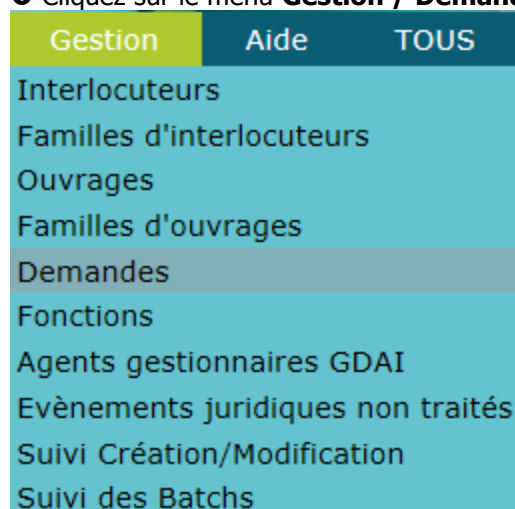 Cliquez sur le menu Gestion / Demand
Gestion Aide TOUS
Interlocuteurs
Familles d'interlocuteurs
Ouvrages
Familles d'ouvrages
Demandes
Fonctions
Agents gestionnaires GDAI
Evènements juridiques non traités
Suivi Création/Modification
Suivi des Batchs